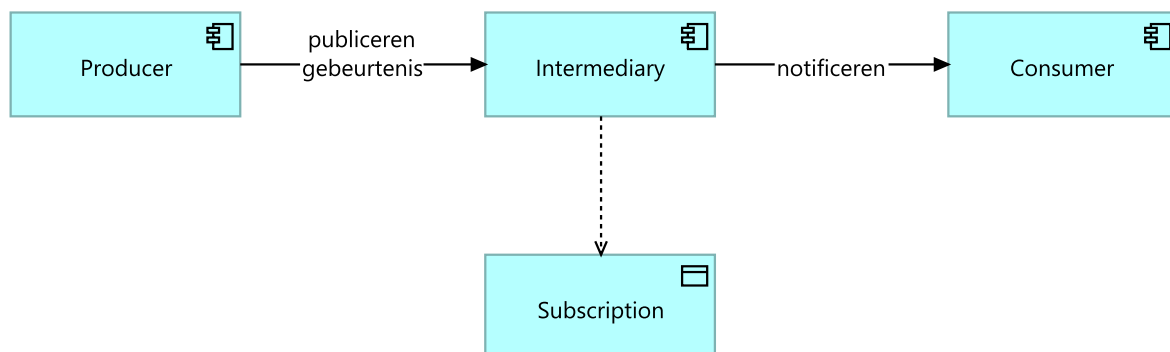 Producer
publiceren
gebeurtenis
Intermediary
notificeren
Consumer
Subscription